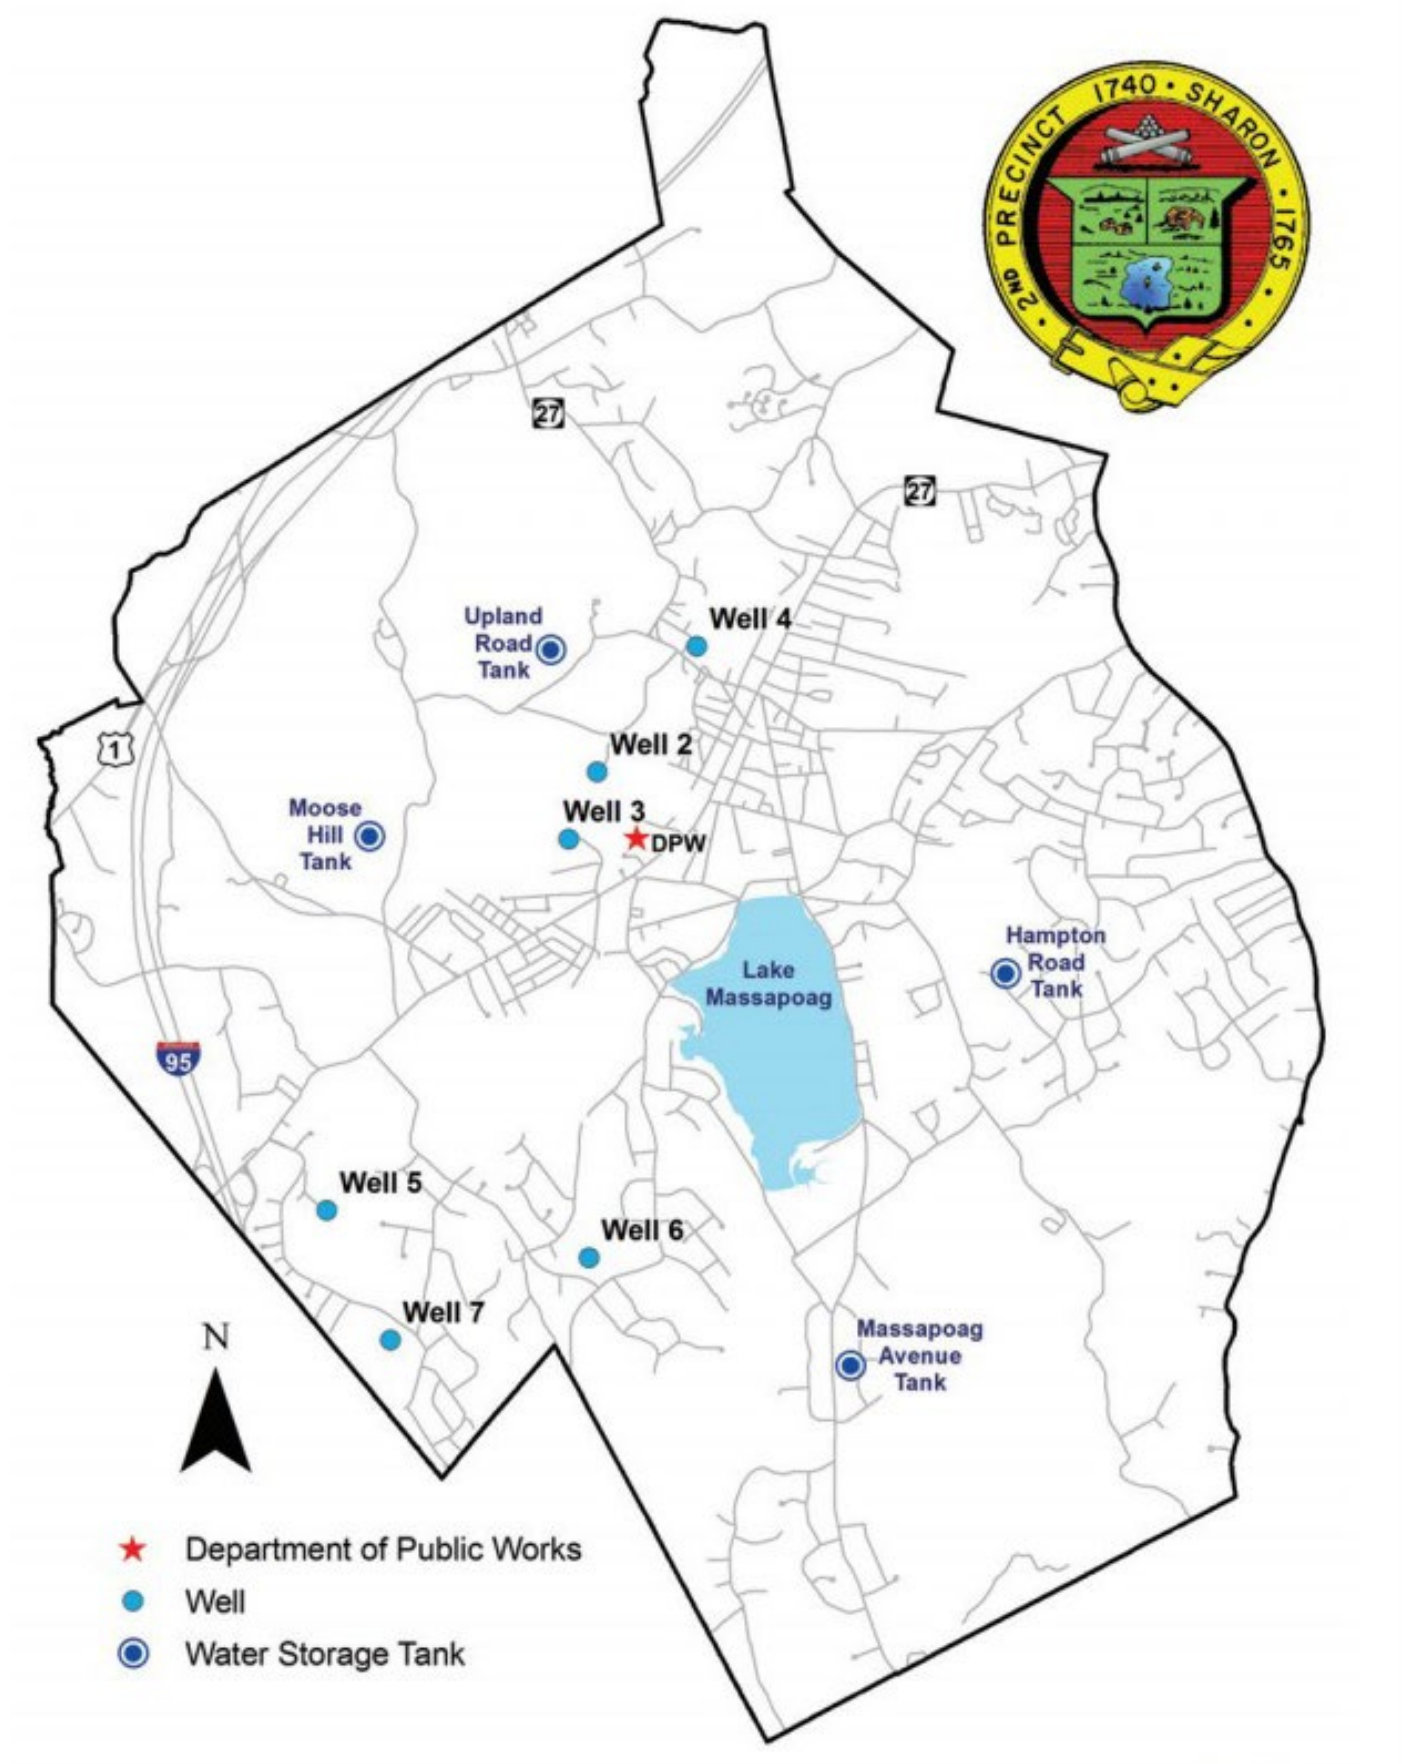 2ND PRECINCT 1740 • SHARON • 1765
27
27
Well 4
Upland
Road
Tank
Well 2
1
Moose
Hill
Tank
Well 3
DPW
Hampton
Road
Tank
Lake
Massapoag
95
Well 5
Well 6
Well 7
N
Massapoag
Avenue
Tank
Department of Public Works
Well
Water Storage Tank